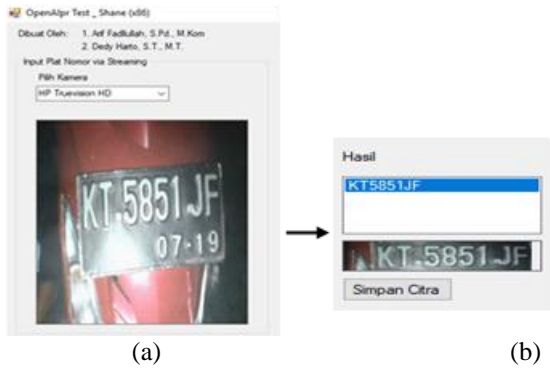 OpenAlpr Test _ Shane (x86)
Dibuat Oleh: 1. Arif Fadllullah, S.Pd., M.Kom
2. Dedy Harto, S.T., M.T.
Input Plat Nomor via Streaming
Pilih Kamera
HP Truevision HD
KT.5851 JF
07-19
(a)
Hasil
KT5851JF
KT.5851 JF
Simpan Citra
(b)